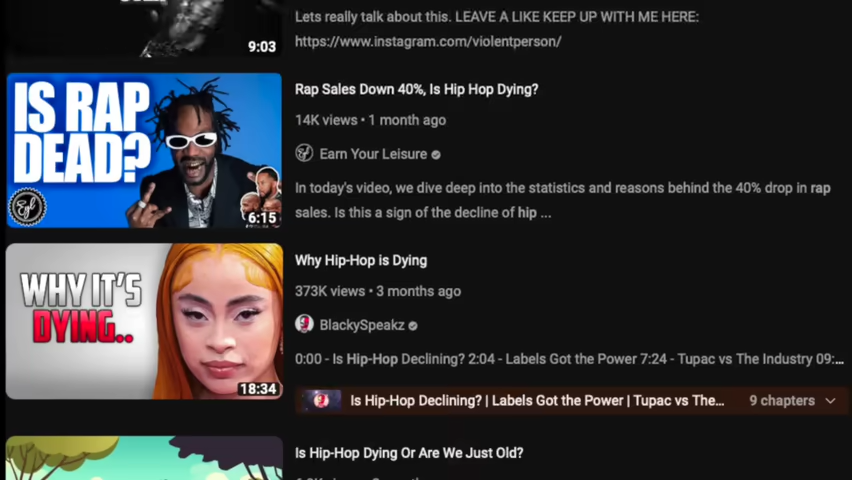 Lets really talk about this. LEAVE A LIKE KEEP UP WITH ME HERE:
https://www.instagram.com/violentperson/
9:03
IS RAP
DEAD?
Eyl
6:15
Rap Sales Down 40%, Is Hip Hop Dying?
14K views • 1 month ago
Earn Your Leisure
In today's video, we dive deep into the statistics and reasons behind the 40% drop in rap
sales. Is this a sign of the decline of hip ...
WHY IT'S
DYING..
18:34
Why Hip-Hop is Dying
373K views • 3 months ago
BlackySpeakz
0:00 - Is Hip-Hop Declining? 2:04 - Labels Got the Power 7:24 - Tupac vs The Industry 09:...
Is Hip-Hop Declining? | Labels Got the Power | Tupac vs The... 9 chapters
Is Hip-Hop Dying Or Are We Just Old?